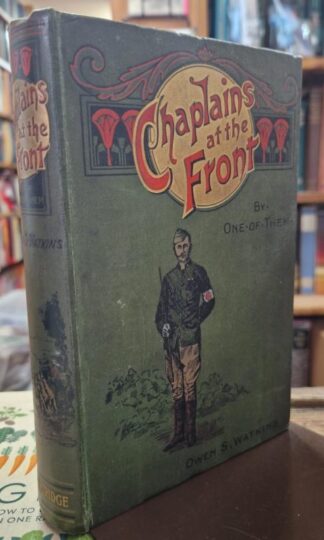 Chaplains
at the
Front
By
One-of-Them
Owen S. Watkins
Chaplains
at the
Front
Watkins